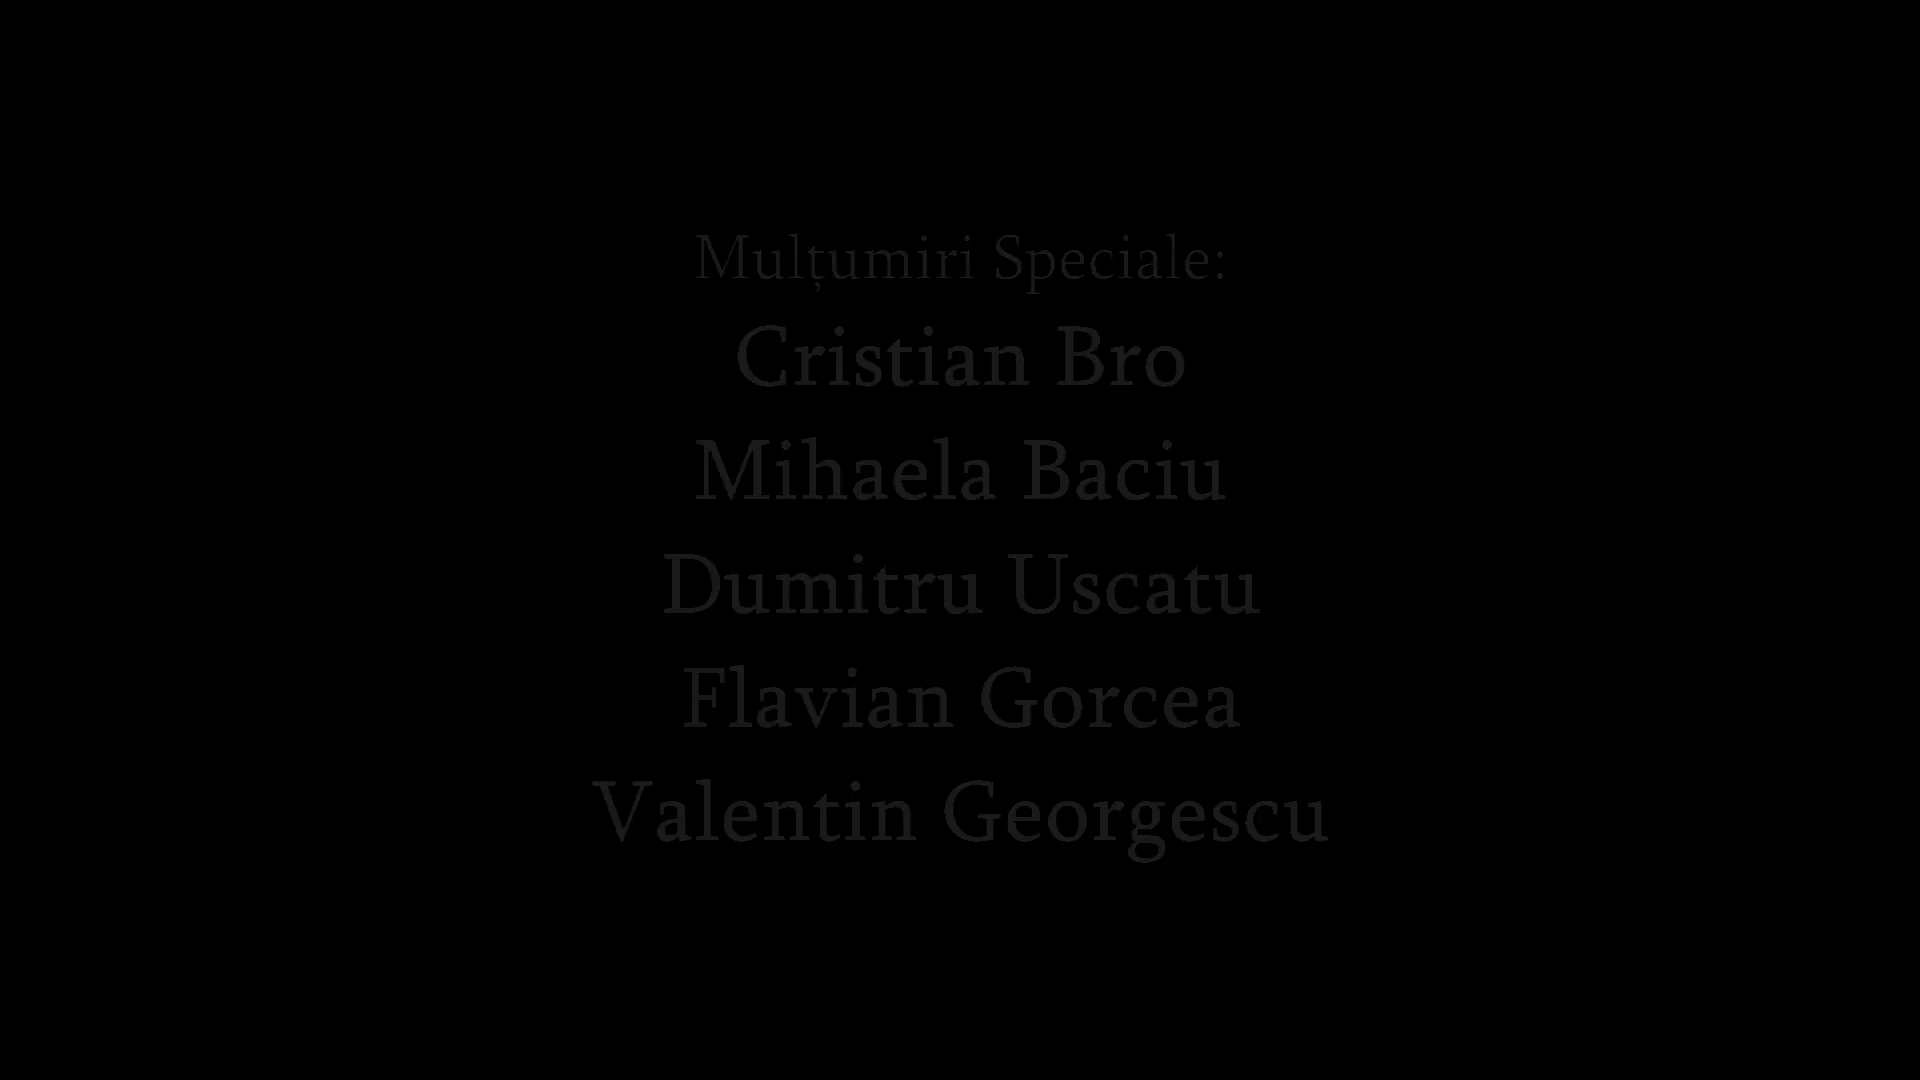 Mulțumiri Speciale:
Cristian Bro
Mihaela Baciu
Dumitru Uscatu
Flavian Gorcea
Valentin Georgescu